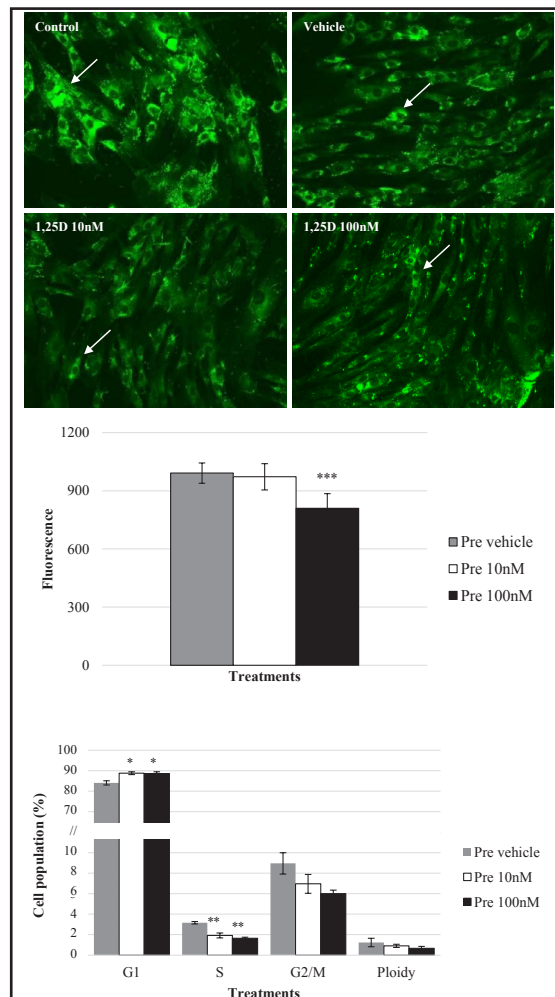 Control
Vehicle
1,25D 10nM
1,25D 100nM
1200
900
600
300
0
Fluorescence
***
Treatments
Pre vehicle
Pre 10nM
Pre 100nM
100
90
80
70
//
10
8
6
4
2
0
Cell population (%)
* *
** **
G1 S G2/M Ploidy
Treatments
Pre vehicle
Pre 10nM
Pre 100nM